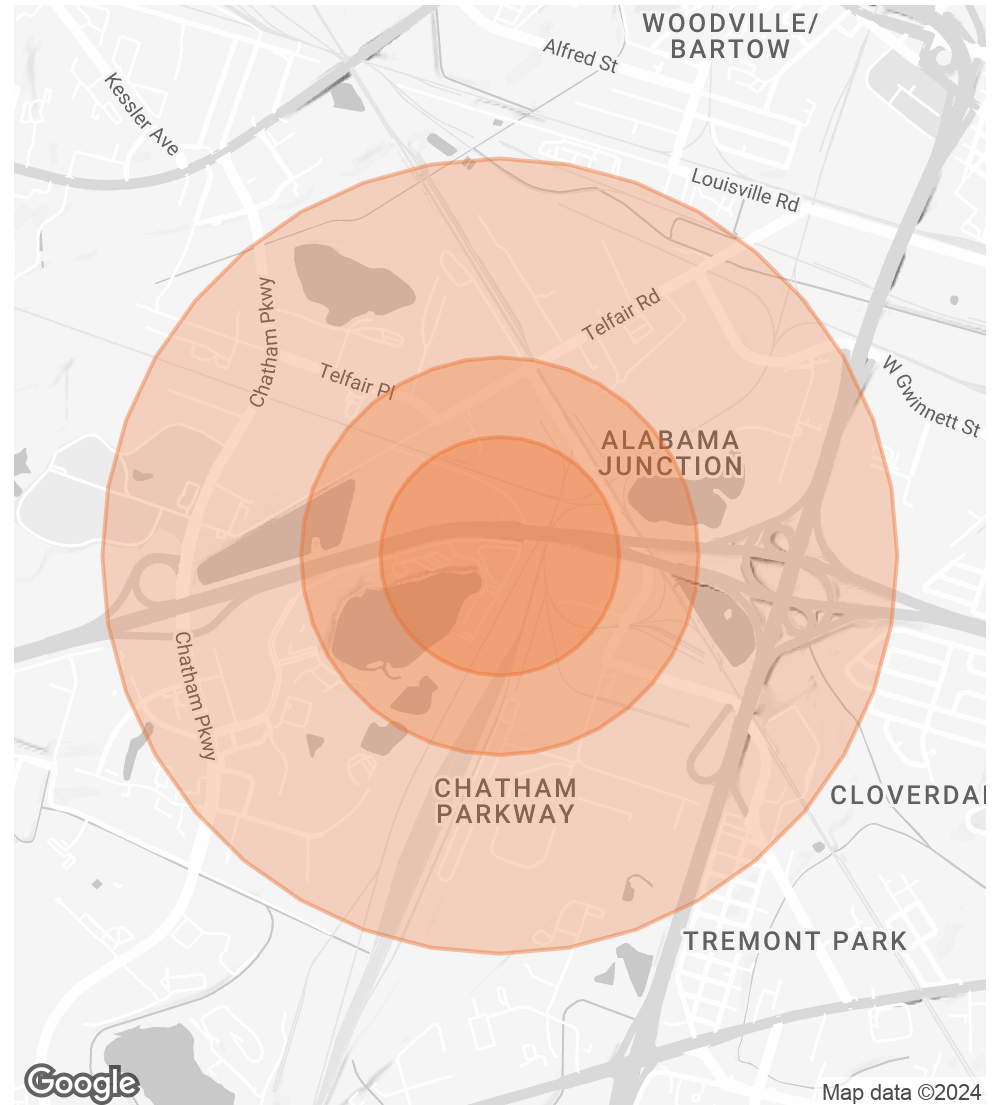 WOODVILLE/
BARTOW
Alfred St
Kessler Ave
Louisville Rd
Chatham Pkwy
Telfair Rd
Telfair Pl
W Gwinnett St
ALABAMA
JUNCTION
Chatham Pkwy
CHATHAM
PARKWAY
CLOVERDA
TREMONT PARK
Google
Map data ©2024